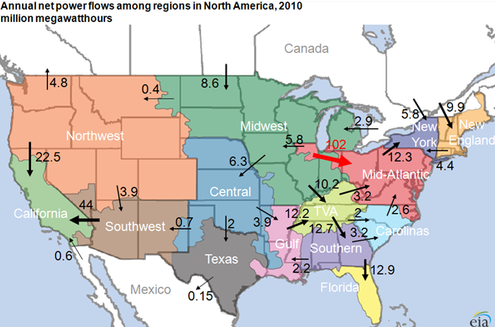 Annual net power flows among regions in North America, 2010
million megawatthours
Canada
4.8
8.6
0.4
5.8
9.9
2.9
New
York
New
England
Northwest
Midwest
5.8
102
12.3
4.4
Mid-Atlantic
22.5
6.3
Central
10.2
3.2
California
44
3.9
Southwest
0.7
2
3.9
12.2
TVA
2
2.6
Carolinas
12.7
3.2
Gulf
Southern
Texas
2.2
0.6
0.15
Mexico
Florida
12.9
eia